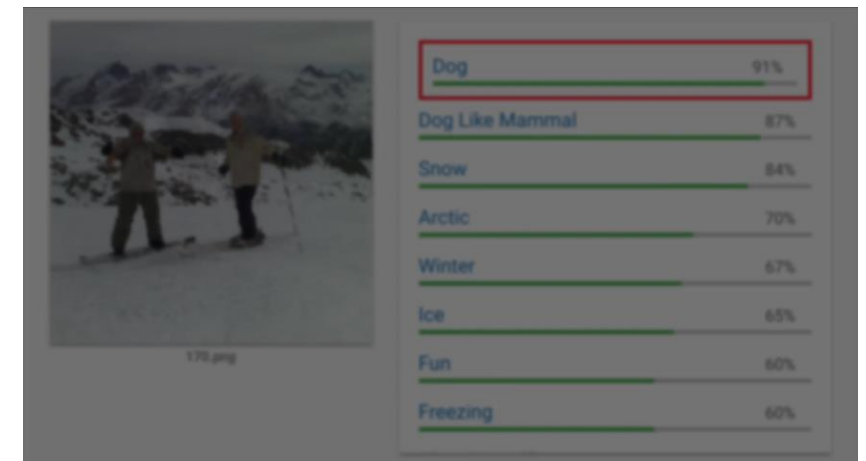 Dog 91%
Dog Like Mammal 87%
Snow 84%
Arctic 70%
Winter 67%
Ice 65%
Fun 60%
Freezing 60%
170.png